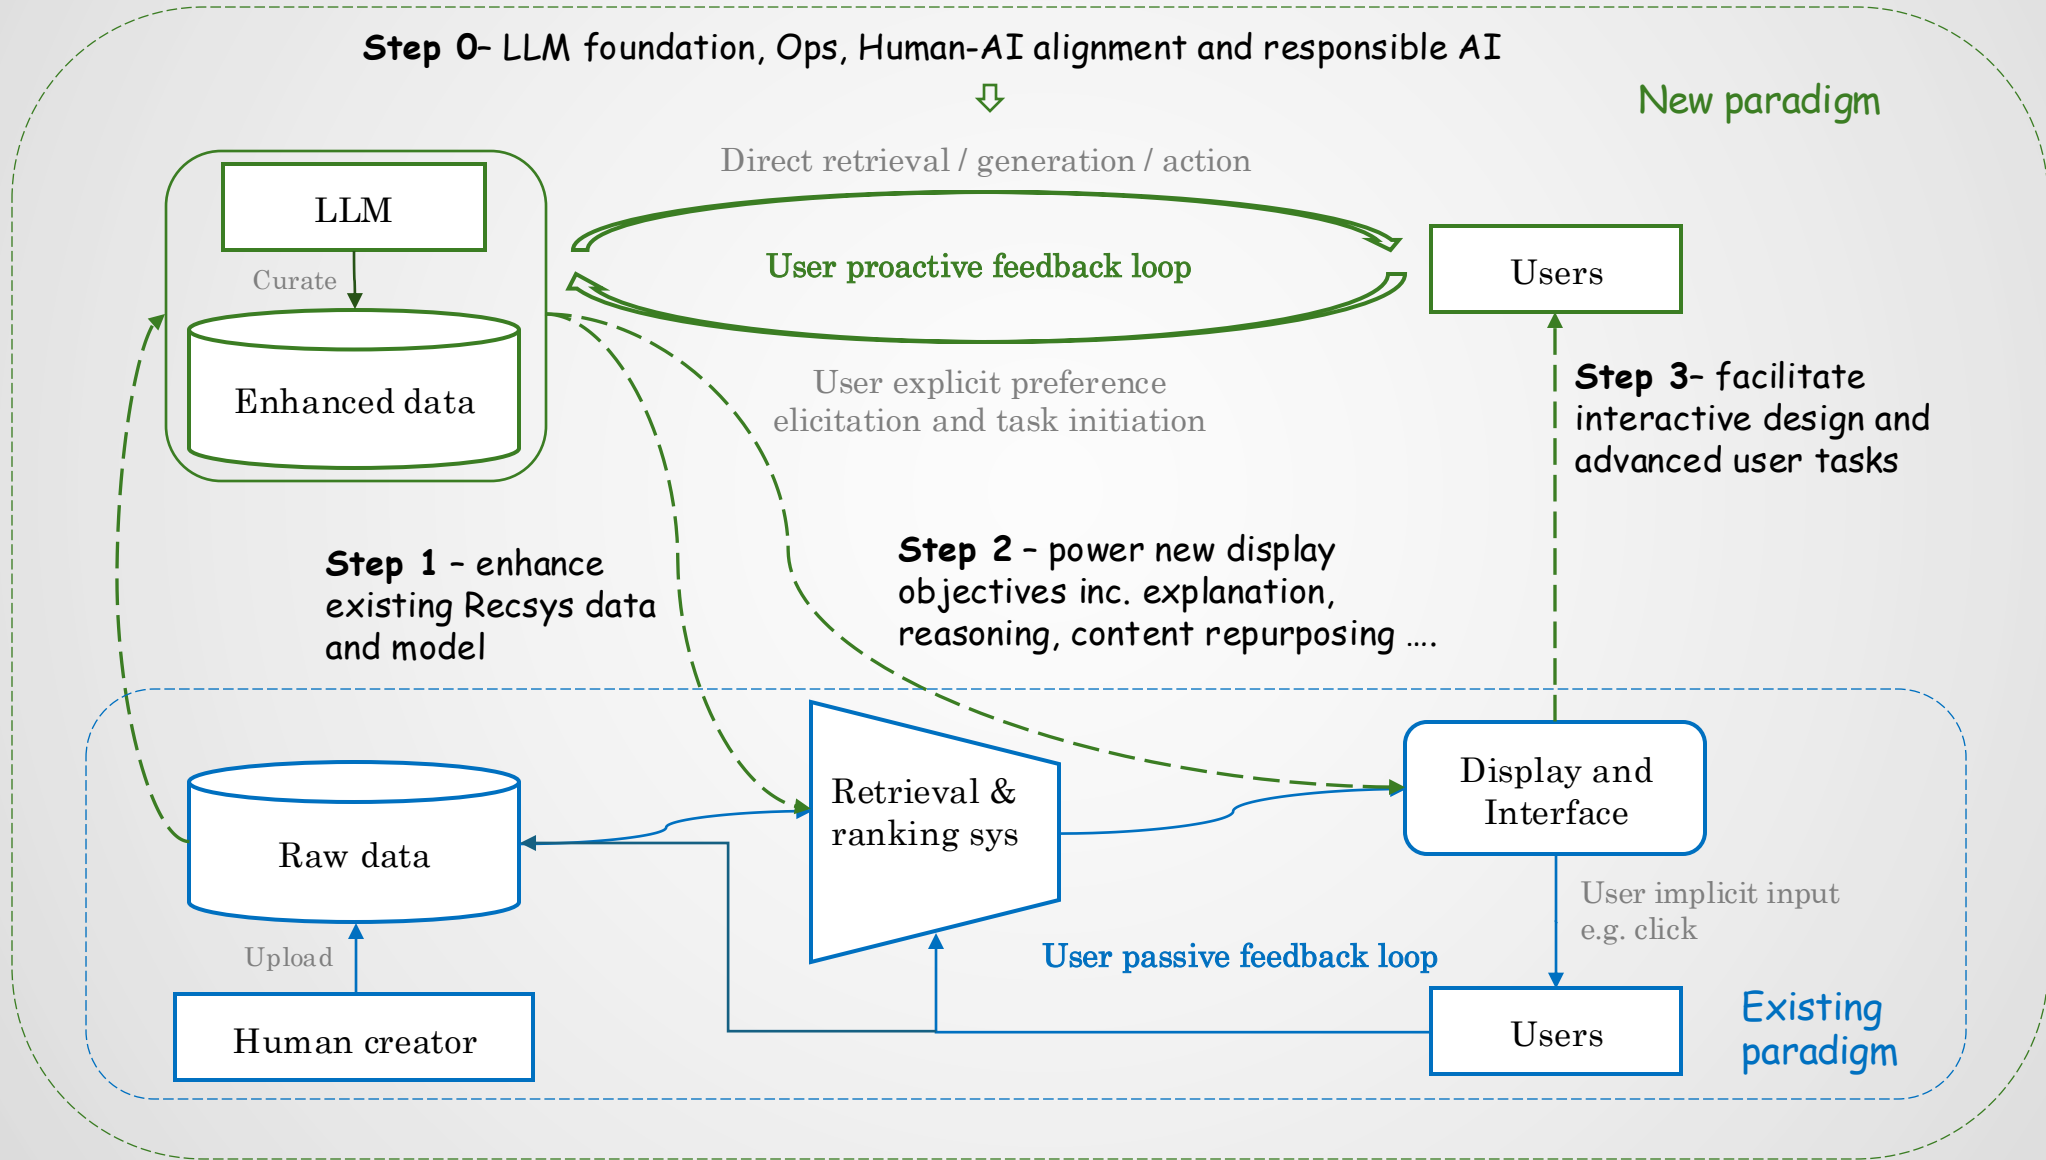 Step 0– LLM foundation, Ops, Human-AI alignment and responsible AI
New paradigm
Direct retrieval / generation / action
LLM
Curate
Enhanced data
User proactive feedback loop
Users
User explicit preference
elicitation and task initiation
Step 3– facilitate
interactive design and
advanced user tasks
Step 1 – enhance
existing Recsys data
and model
Step 2 – power new display
objectives inc. explanation,
reasoning, content repurposing ….
Raw data
Retrieval &
ranking sys
Display and
Interface
User implicit input
e.g. click
Upload
User passive feedback loop
Human creator
Users
Existing
paradigm